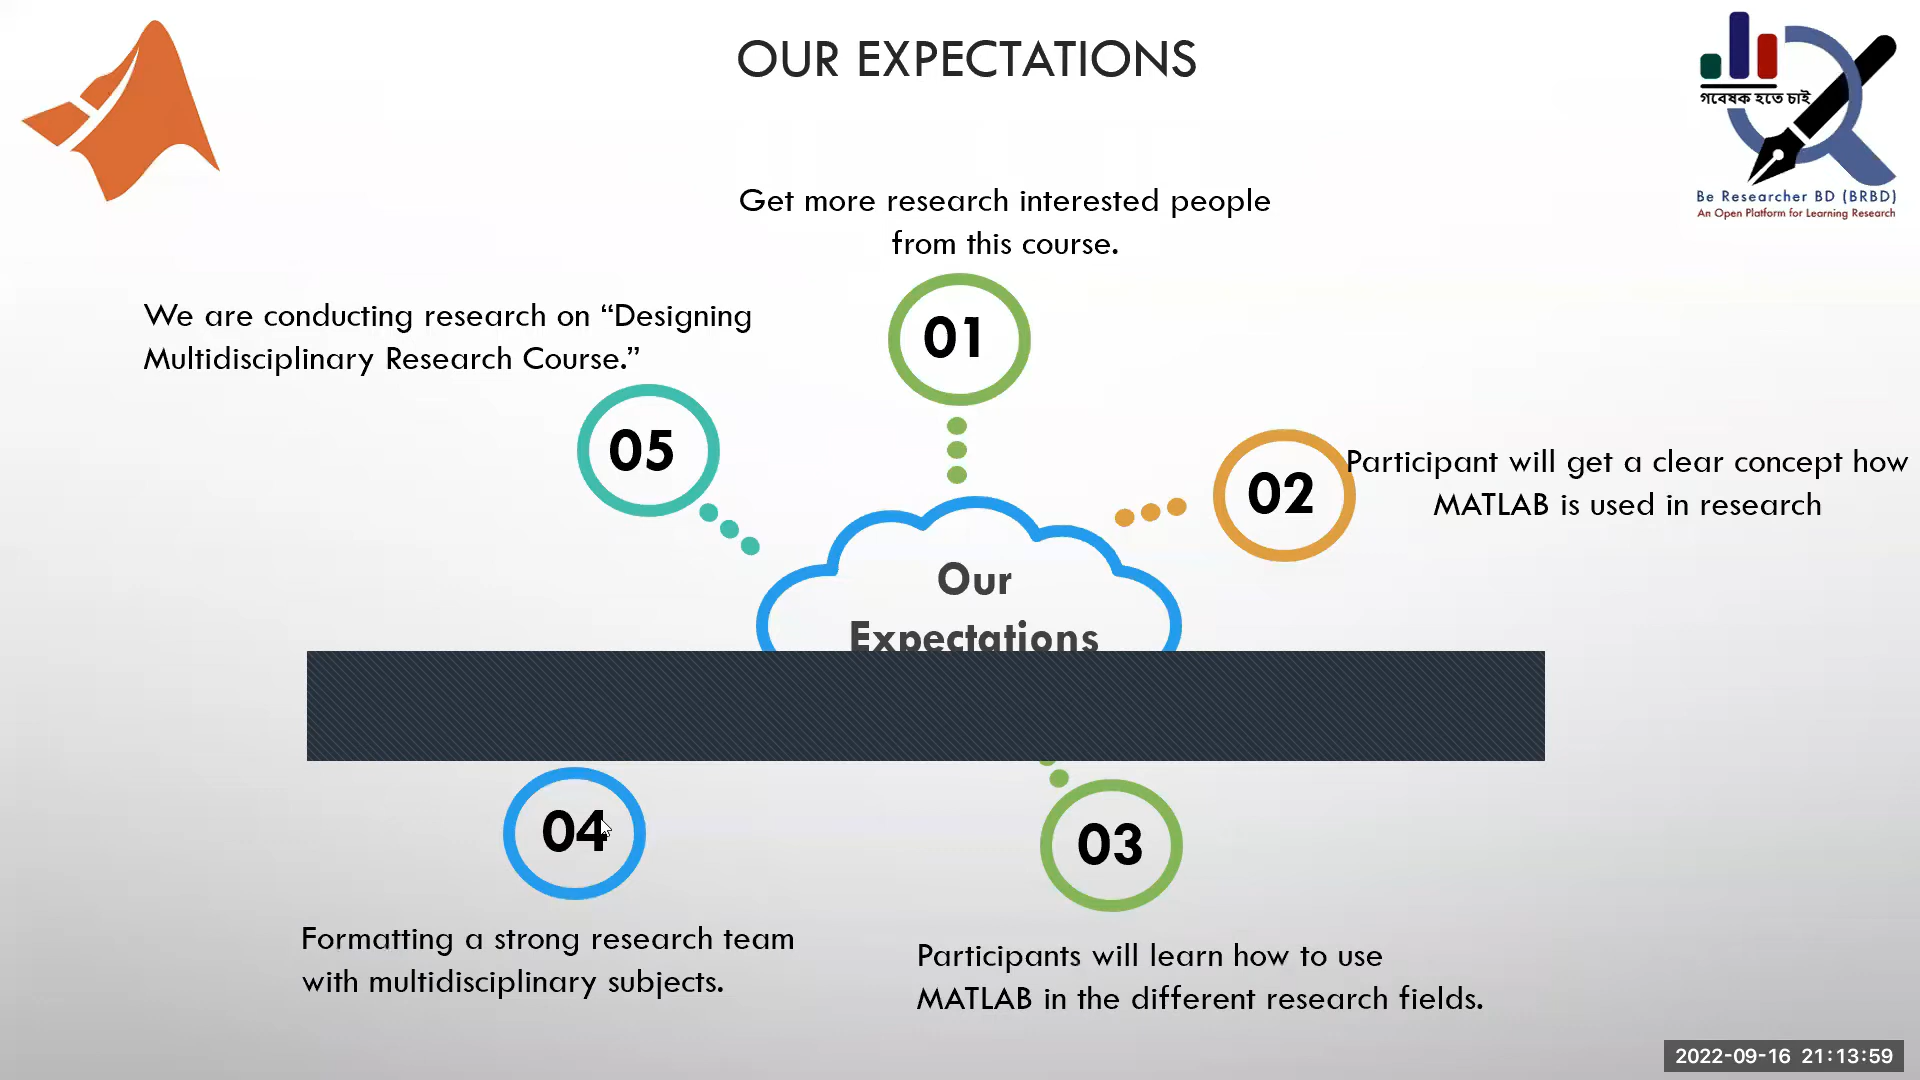 OUR EXPECTATIONS
গবেষক হতে চাই
Be Researcher BD (BRBD)
An Open Platform for Learning Research
Get more research interested people
from this course.
01
We are conducting research on “Designing
Multidisciplinary Research Course.”
05
02
Participant will get a clear concept how
MATLAB is used in research
Our
Expectations
04
Formatting a strong research team
with multidisciplinary subjects.
03
Participants will learn how to use
MATLAB in the different research fields.
2022-09-16 21:13:59